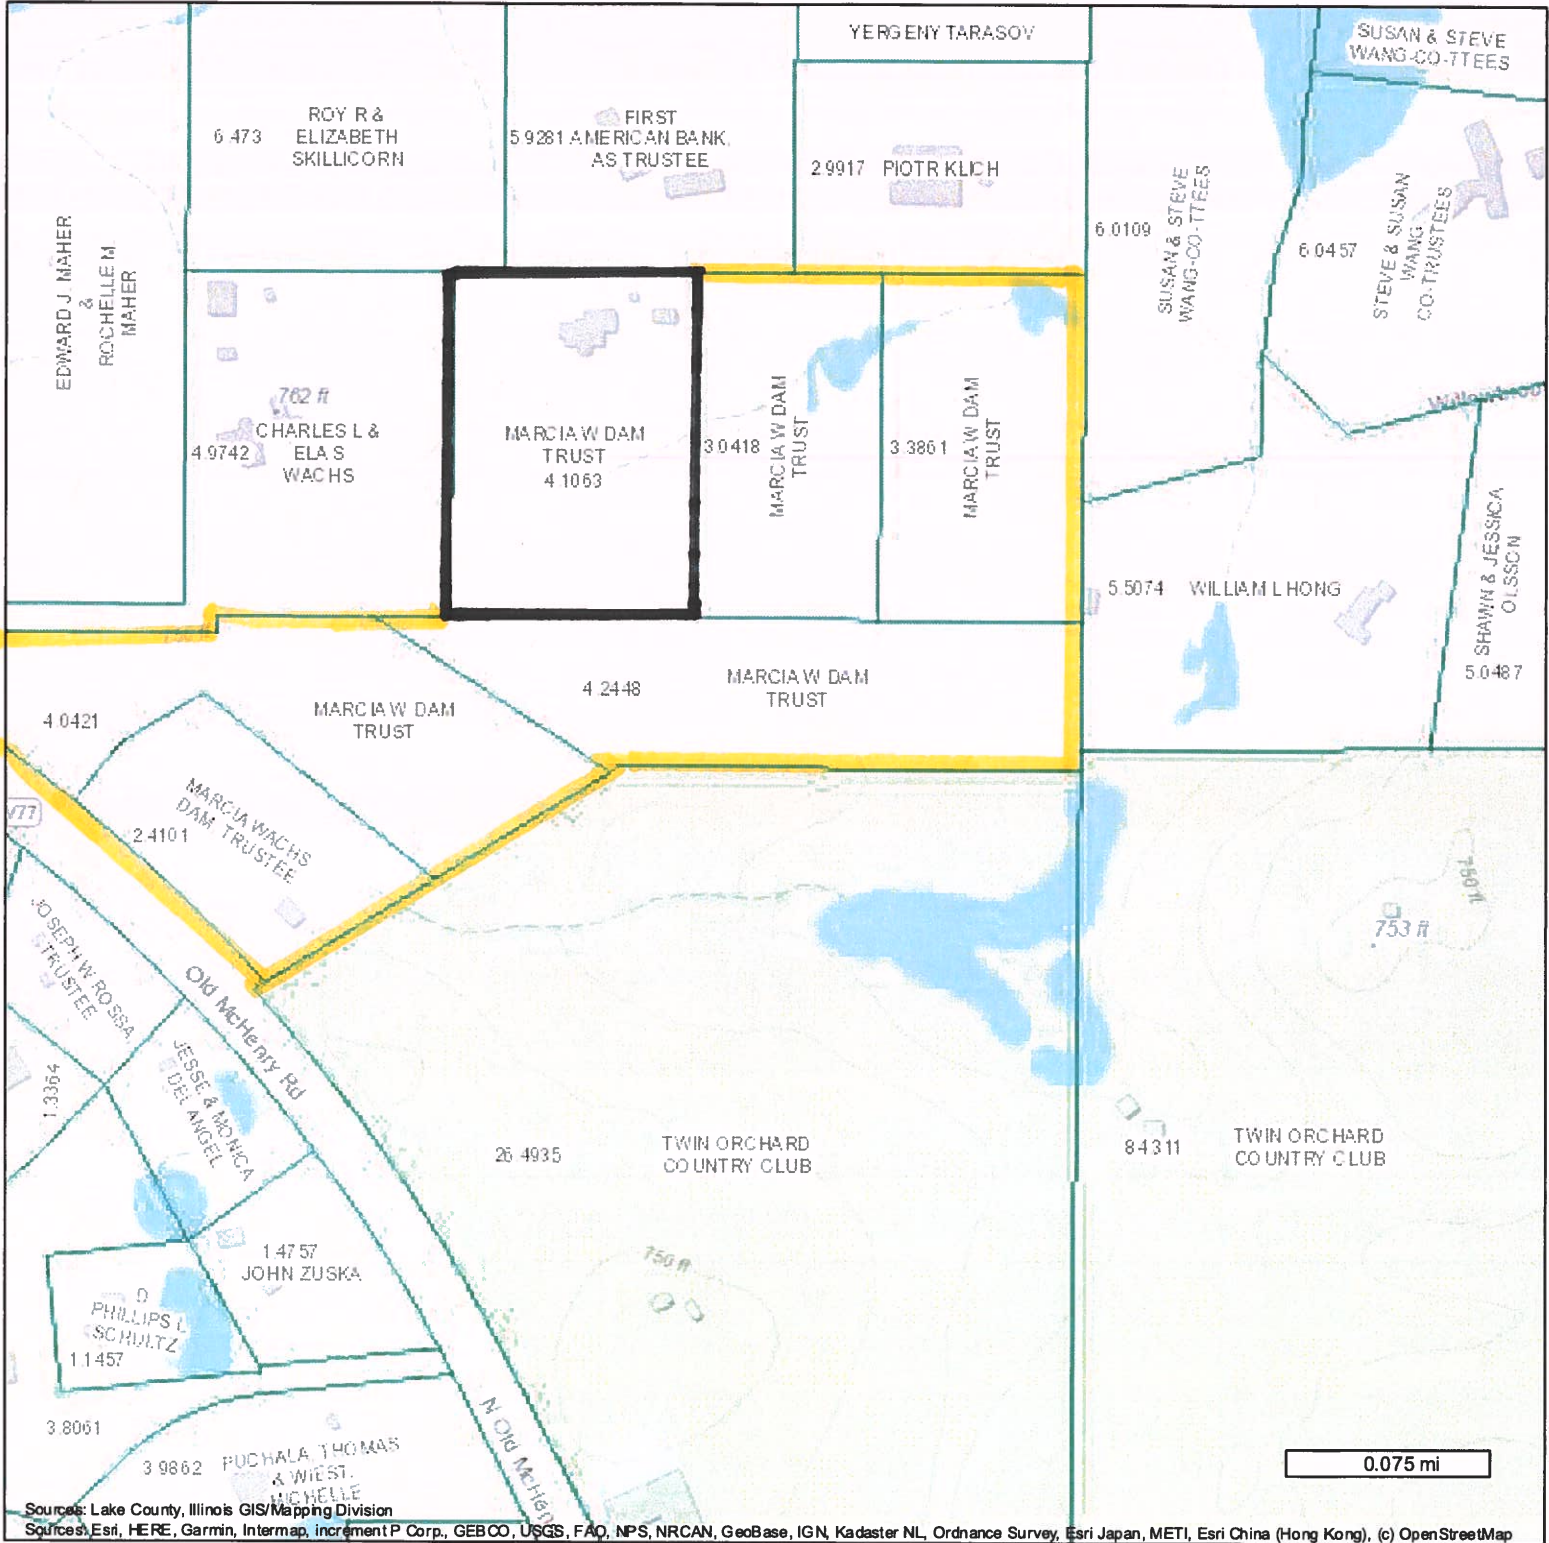 YERGENY TARASOV
SUSAN & STEVE
WANG-CO-TTEES
6.473
ROY R &
ELIZABETH
SKILLICORN
FIRST
5.9281 AMERICAN BANK,
AS TRUSTEE
2.9917 PIOTR KLICH
6.0109
SUSAN & STEVE
WANG-CO-TTEES
6.0457
STEVE & SUSAN
WANG
CO-TRUSTEES
EDWARD J. MAHER
&
ROCHELLE M.
MAHER
762 ft
4.9742
CHARLES L &
ELA S
WACHS
MARCIA W DAM
TRUST
4.1063
3.0418
MARCIA W DAM
TRUST
3.3861
MARCIA W DAM
TRUST
5.5074 WILLIAM L HONG
SHAWN & JESSICA
OLSSON
5.0487
4.2448
MARCIA W DAM
TRUST
4.0421
MARCIA W DAM
TRUST
V77
2.4101
MARCIA WACHS
DAM, TRUSTEE
750 ft
753 ft
JOSEPH W ROSSA,
TRUSTEE
Old McHenry Rd
1.3364
JESSE & MONICA
DEL ANGEL
26.4935
TWIN ORCHARD
COUNTRY CLUB
84.311
TWIN ORCHARD
COUNTRY CLUB
1.4757
JOHN ZUSKA
750 ft
D
PHILLIPS L
SCHULTZ
1.1457
3.8061
N Old McHen
3.9862
PUCHALA, THOMAS
& WIEST,
MICHELLE
0.075 mi
Sources: Lake County, Illinois GIS/Mapping Division
Sources: Esri, HERE, Garmin, Intermap, increment P Corp., GEBCO, USGS, FAO, NPS, NRCAN, GeoBase, IGN, Kadaster NL, Ordnance Survey, Esri Japan, METI, Esri China (Hong Kong), (c) OpenStreetMap